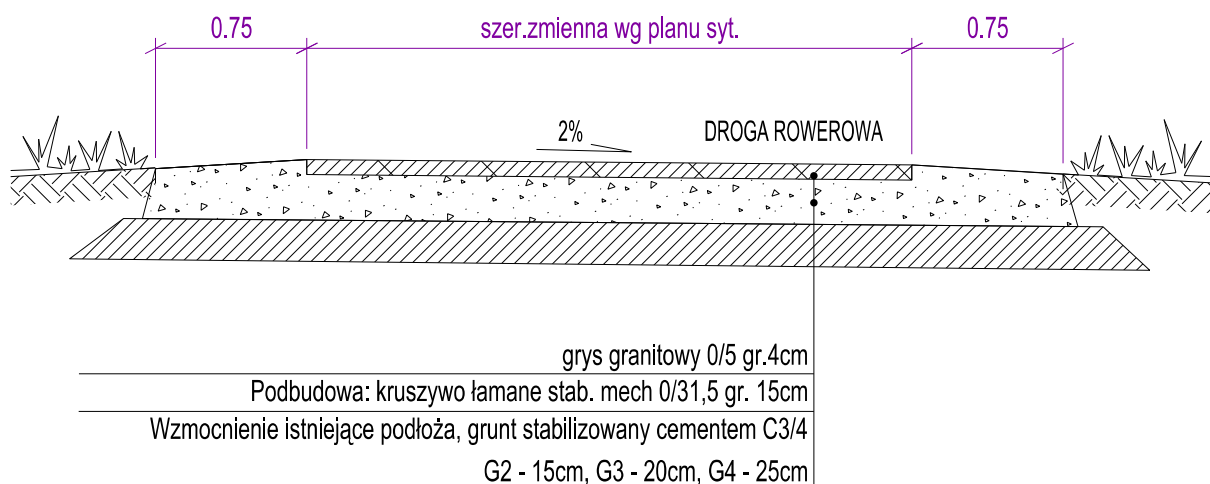 0.75 szer.zmienna wg planu syt. 0.75
2% DROGA ROWEROWA
grys granitowy 0/5 gr.4cm
Podbudowa: kruszywo łamane stab. mech 0/31,5 gr. 15cm
Wzmocnienie istniejące podłoża, grunt stabilizowany cementem C3/4
G2 - 15cm, G3 - 20cm, G4 - 25cm